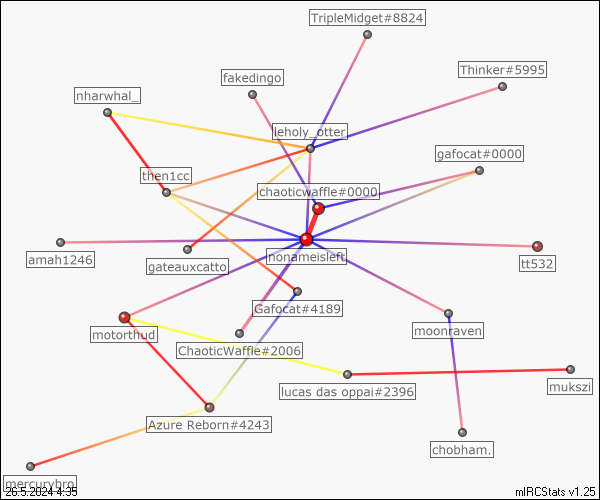 TripleMidget#8824
Thinker#5995
fakedingo
nharwhal_
leholy_otter
gafocat#0000
then1cc
chaoticwaffle#0000
nonameisleft
amah1246
gateauxcatto
tt532
Gafocat#4189
motorthud
moonraven
ChaoticWaffle#2006
lucas das oppai#2396
mukszi
Azure Reborn#4243
chobham.
mercurybro
26.5.2024 4:35
mIRCStats v1.25